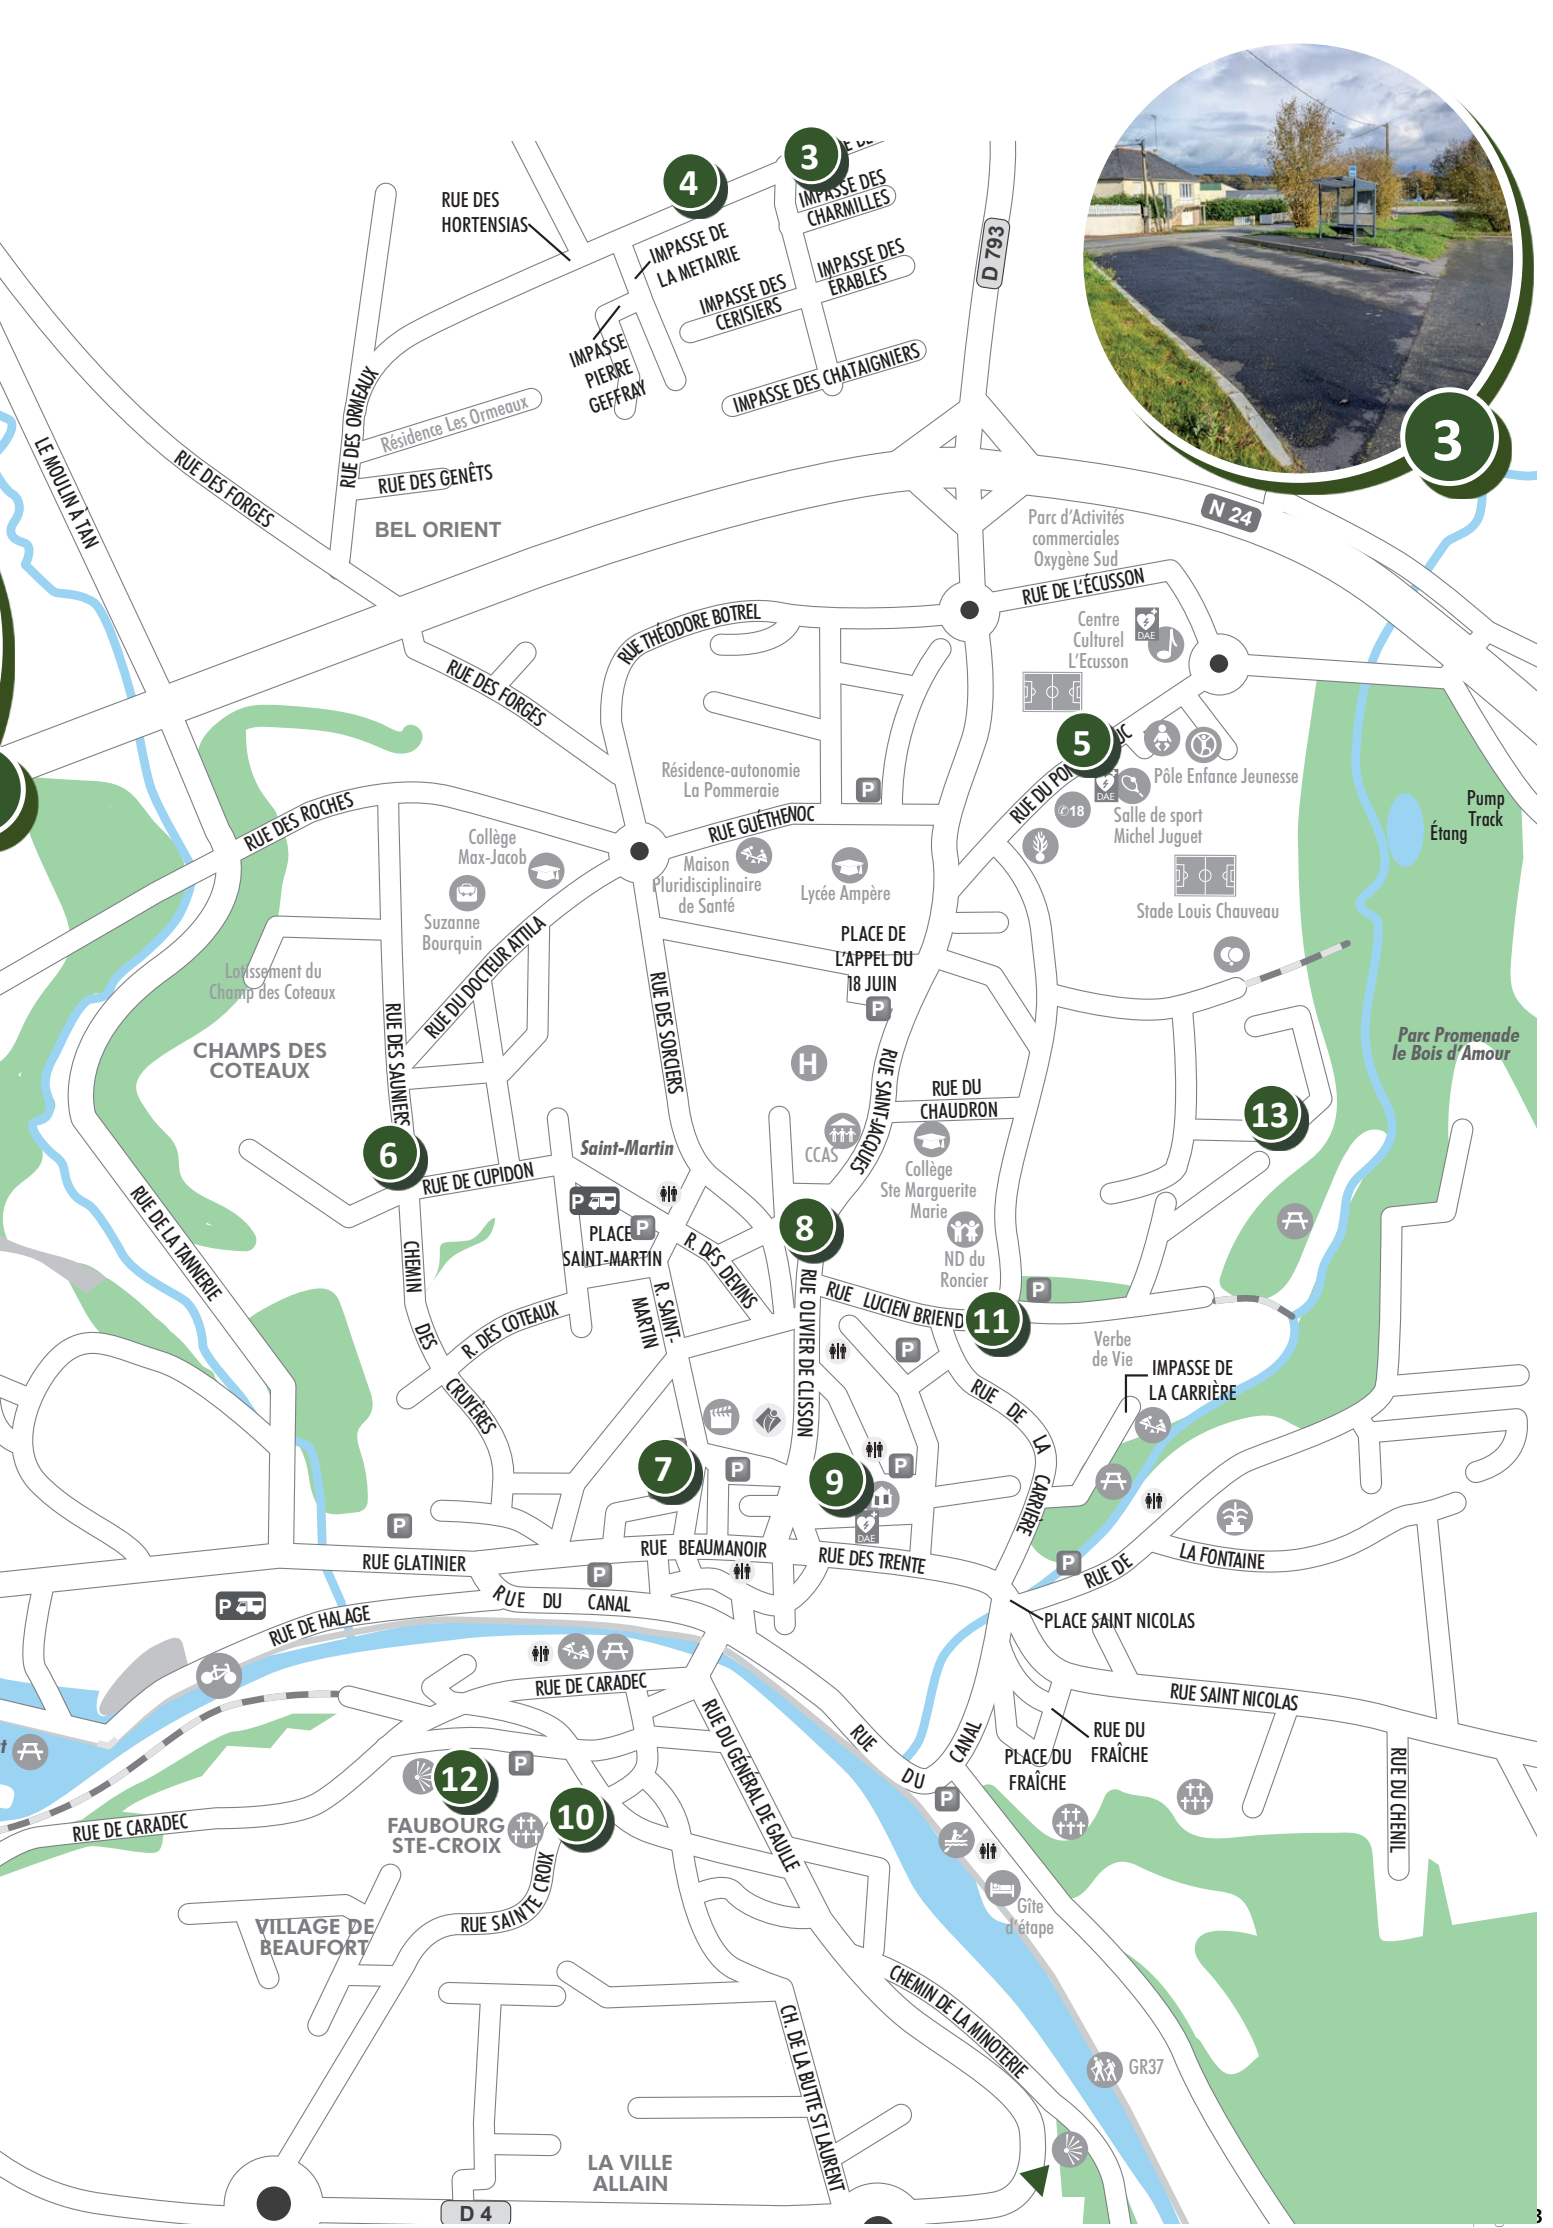 3
4
RUE DES
HORTENSIAS
IMPASSE DES
CHARMILLES
IMPASSE DE
LA METAIRIE
D 793
IMPASSE DES
ÉRABLES
IMPASSE DES
CERISIERS
IMPASSE
PIERRE
GEFFRAY
IMPASSE DES CHATAIGNIERS
3
RUE DES ORMEAUX
Résidence Les Ormeaux
RUE DES GENÊTS
LE MOULIN À TAN
RUE DES FORGES
BEL ORIENT
N 24
Parc d'Activités
commerciales
Oxygène Sud
RUE DE L'ÉCUSSON
RUE THÉODORE BOTREL
Centre
Culturel
L'Ecusson
DAE
RUE DES FORGES
5
RUE DU PON
UC
Pôle Enfance Jeunesse
DAE
18
Salle de sport
Michel Juguet
Résidence-autonomie
La Pommeraie
P
Pump
Track
Étang
RUE DES ROCHES
RUE GUÉTHENOC
Collège
Max-Jacob
Maison
Pluridisciplinaire
de Santé
Lycée Ampère
Stade Louis Chauveau
Suzanne
Bourquin
RUE DU DOCTEUR ATTILA
PLACE DE
L'APPEL DU
18 JUIN
P
Lotissement du
Champ des Coteaux
CHAMPS DES
COTEAUX
RUE DES SAUNIERS
RUE DES SORCIERS
Parc Promenade
le Bois d'Amour
H
RUE SAINT-JACQUES
RUE DU
CHAUDRON
13
6
Saint-Martin
CCAS
Collège
Ste Marguerite
Marie
RUE DE CUPIDON
P
RUE DE LA TANNERIE
PLACE
SAINT-MARTIN
P
8
R. DES DEVINS
ND du
Roncier
CHEMIN DES CRUYÈRES
R. SAINT-
MARTIN
RUE OLIVIER DE CLISSON
RUE LUCIEN BRIEND
11
P
R. DES COTEAUX
P
Verbe
de Vie
IMPASSE DE
LA CARRIÈRE
RUE DE LA CARRIÈRE
7
P
9
P
DAE
P
RUE GLATINIER
RUE BEAUMANOIR
RUE DES TRENTE
P
RUE DE LA FONTAINE
P
RUE DU CANAL
P
RUE DE HALAGE
PLACE SAINT NICOLAS
RUE DE CARADEC
RUE SAINT NICOLAS
RUE DU GÉNÉRAL DE GAULLE
RUE DU CANAL
RUE DU
FRAÎCHE
PLACE DU
FRAÎCHE
RUE DU CHENIL
12
P
P
10
FAUBOURG
STE-CROIX
RUE DE CARADEC
RUE SAINTE CROIX
VILLAGE DE
BEAUFORT
Gîte
d'étape
CHEMIN DE LA MINOTERIE
CH. DE LA BUTTE ST LAURENT
GR37
LA VILLE
ALLAIN
D 4